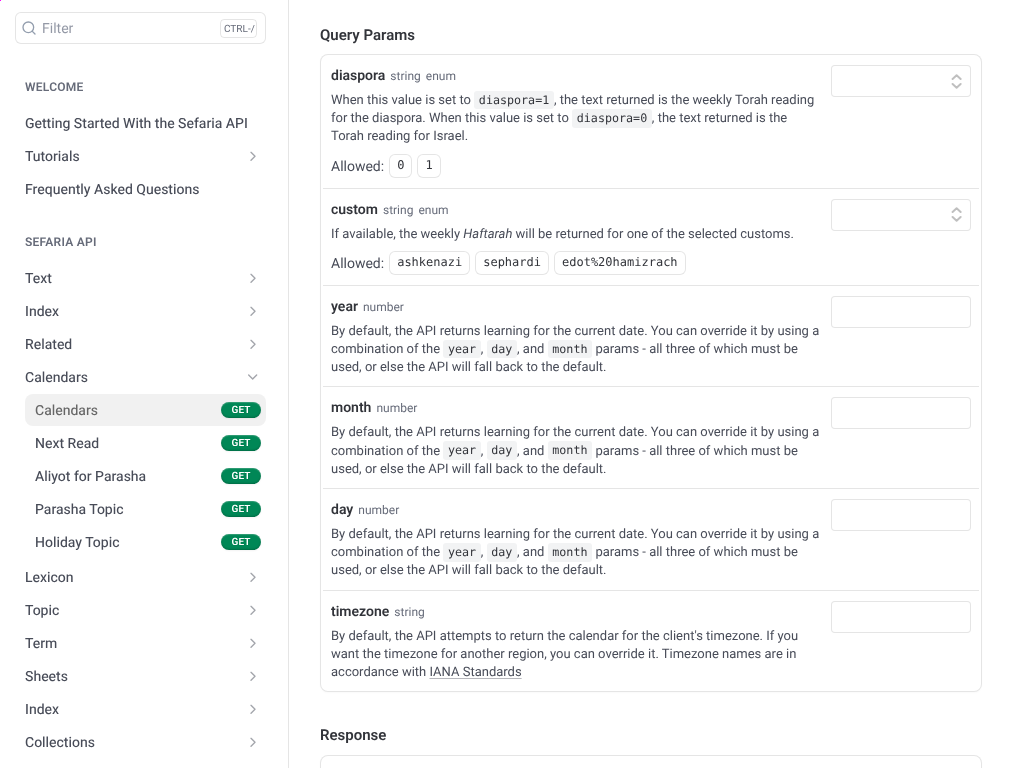 Filter
CTRL-/
WELCOME
Getting Started With the Sefaria API
Tutorials
Frequently Asked Questions
SEFARIA API
Text
Index
Related
Calendars
Calendars GET
Next Read GET
Aliyot for Parasha GET
Parasha Topic GET
Holiday Topic GET
Lexicon
Topic
Term
Sheets
Index
Collections
Query Params
diaspora string enum
When this value is set to diaspora=1, the text returned is the weekly Torah reading
for the diaspora. When this value is set to diaspora=0, the text returned is the
Torah reading for Israel.
Allowed: 0 1
custom string enum
If available, the weekly Haftarah will be returned for one of the selected customs.
Allowed: ashkenazi sephardi edot%20hamizrach
year number
By default, the API returns learning for the current date. You can override it by using a
combination of the year, day, and month params - all three of which must be
used, or else the API will fall back to the default.
month number
By default, the API returns learning for the current date. You can override it by using a
combination of the year, day, and month params - all three of which must be
used, or else the API will fall back to the default.
day number
By default, the API returns learning for the current date. You can override it by using a
combination of the year, day, and month params - all three of which must be
used, or else the API will fall back to the default.
timezone string
By default, the API attempts to return the calendar for the client's timezone. If you
want the timezone for another region, you can override it. Timezone names are in
accordance with IANA Standards
Response